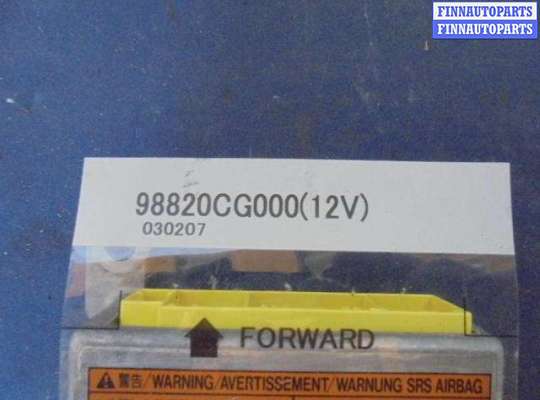 FINNAUTOPARTS
FINNAUTOPARTS
98820CG000(12V)
030207
FORWARD
警告/WARNING/AVERTISSEMENT/WARNUNG SRS AIRBAG